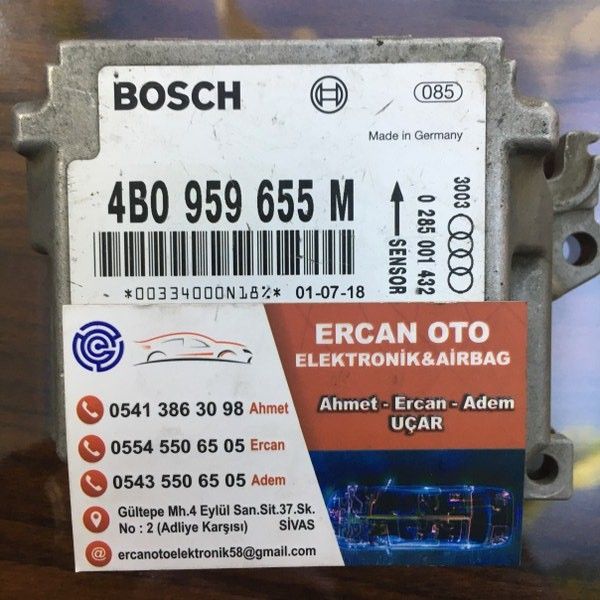 BOSCH
085
Made in Germany
4B0 959 655 M
3003
0 285 001 432
SENSOR
*00334000N18%* 01-07-18
ERCAN OTO
ELEKTRONİK&AİRBAG
Ahmet - Ercan - Adem
UÇAR
0541 386 30 98 Ahmet
0554 550 65 05 Ercan
0543 550 65 05 Adem
Gültepe Mh.4 Eylül San.Sit.37.Sk.
No : 2 (Adliye Karşısı) SİVAS
ercanotoelektronik58@gmail.com